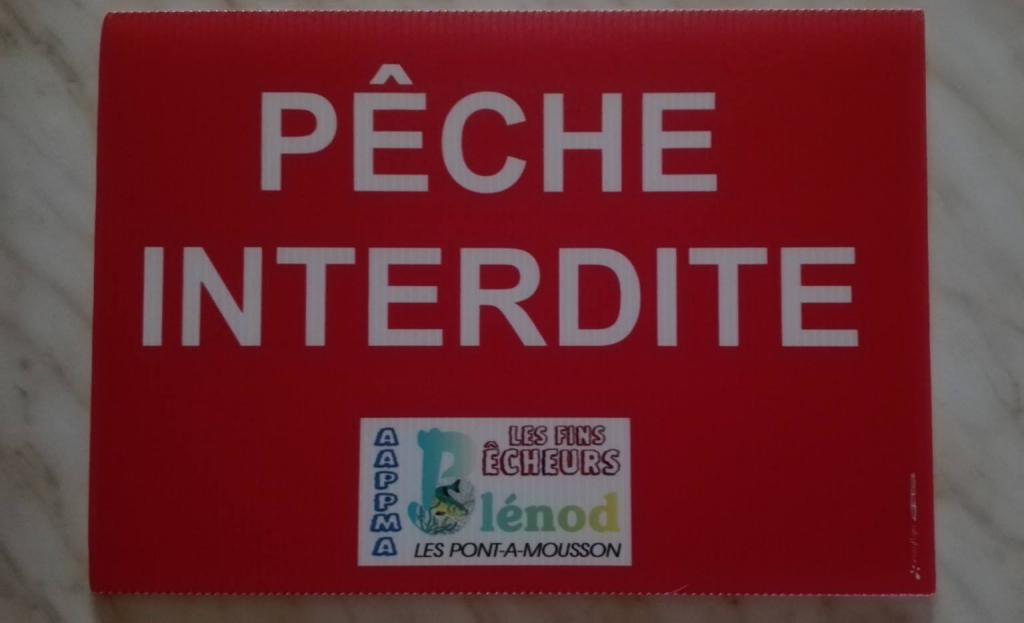 PÊCHE
INTERDITE
AAPPMA
LES FINS
PÊCHEURS
Blénod
LES PONT-A-MOUSSON